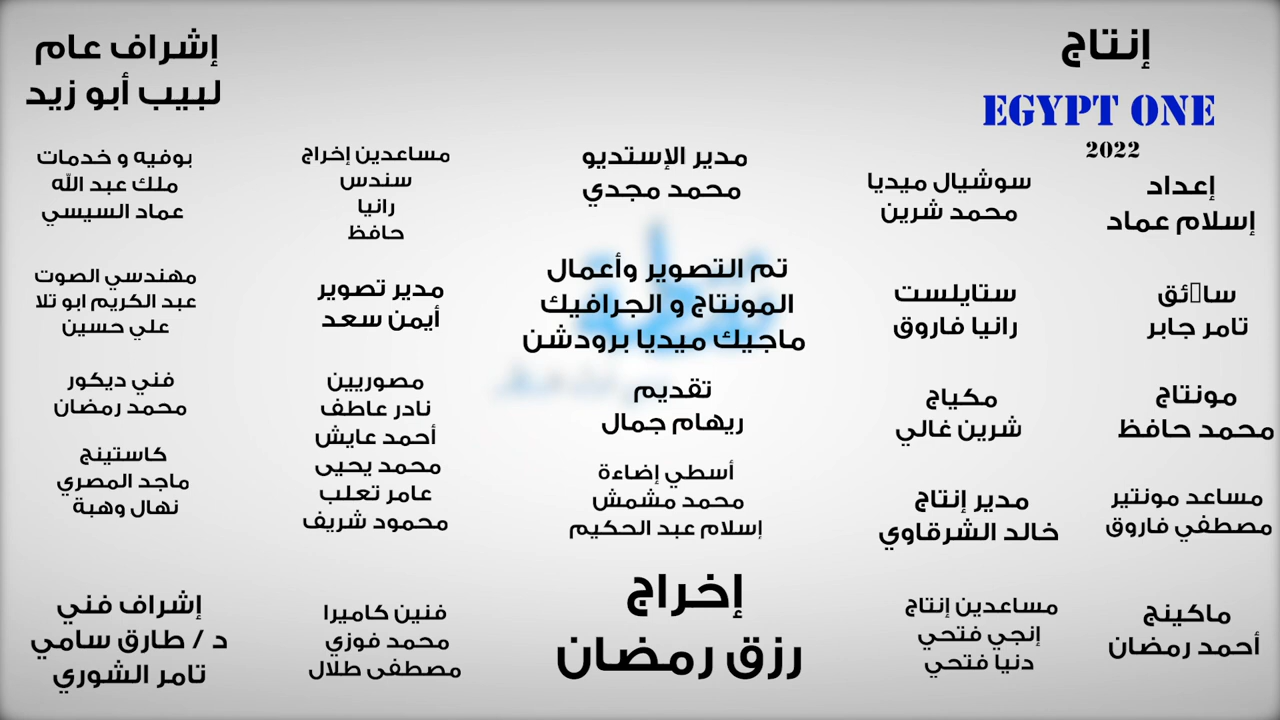 إنتاج
EGYPT ONE
2022
إشراف عام
لبيب أبو زيد
إعداد
إسلام عماد
سوشيال ميديا
محمد شرين
مدير الإستديو
محمد مجدي
مساعدين إخراج
سندس
رانيا
حافظ
بوفيه و خدمات
ملك عبد الله
عماد السيسي
تامر جابر
ستايلست
رانيا فاروق
تم التصوير وأعمال
المونتاج و الجرافيك
ماجيك ميديا برودشن
مدير تصوير
أيمن سعد
مهندسي الصوت
عبد الكريم ابو تلا
علي حسين
مونتاج
محمد حافظ
مكياج
شرين غالي
تقديم
ريهام جمال
مصوريين
نادر عاطف
أحمد عايش
محمد يحيى
عامر تعلب
محمود شريف
فني ديكور
محمد رمضان
كاستينج
ماجد المصري
نهال وهبة
مساعد مونتير
مصطفي فاروق
مدير إنتاج
خالد الشرقاوي
أسطي إضاءة
محمد مشمش
إسلام عبد الحكيم
ماكينج
أحمد رمضان
مساعدين إنتاج
إنجي فتحي
دنيا فتحي
إخراج
رزق رمضان
فنين كاميرا
محمد فوزي
مصطفى طلال
إشراف فني
د / طارق سامي
تامر الشوري